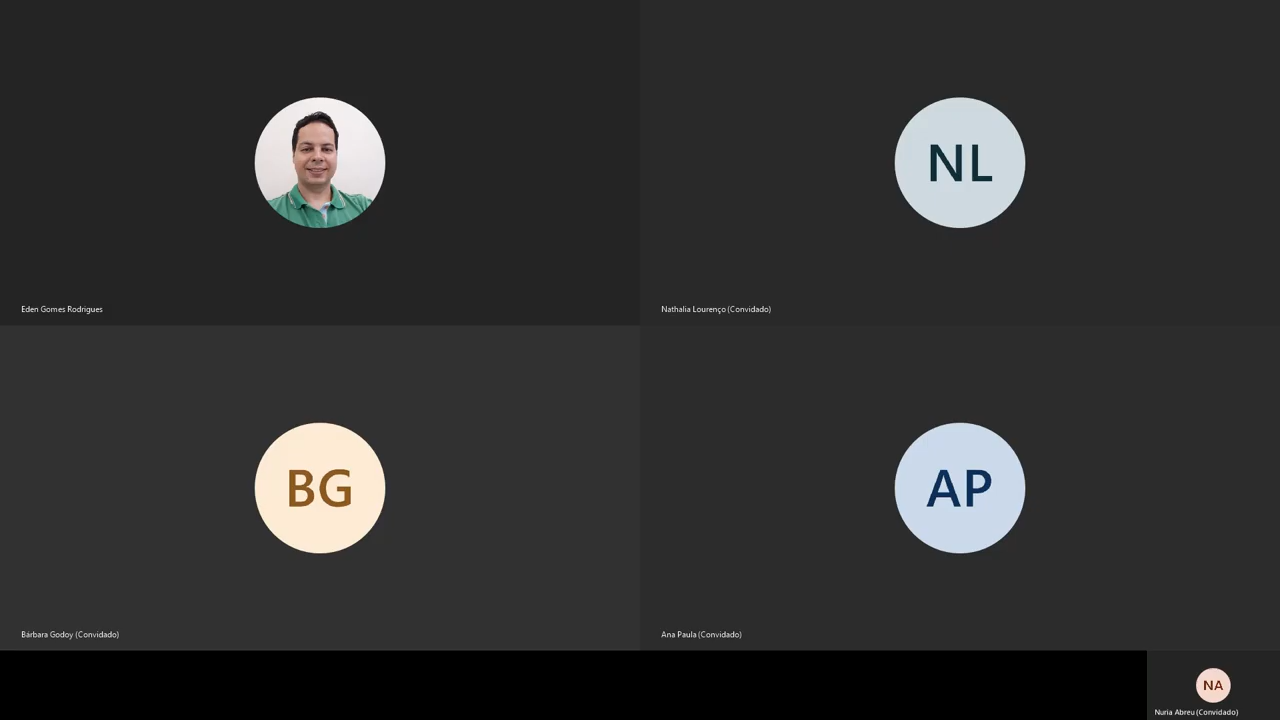 NL
Eden Gomes Rodrigues
Nathalia Lourenço (Convidado)
BG
AP
Bárbara Godoy (Convidado)
Ana Paula (Convidado)
NA
Nuria Abreu (Convidado)